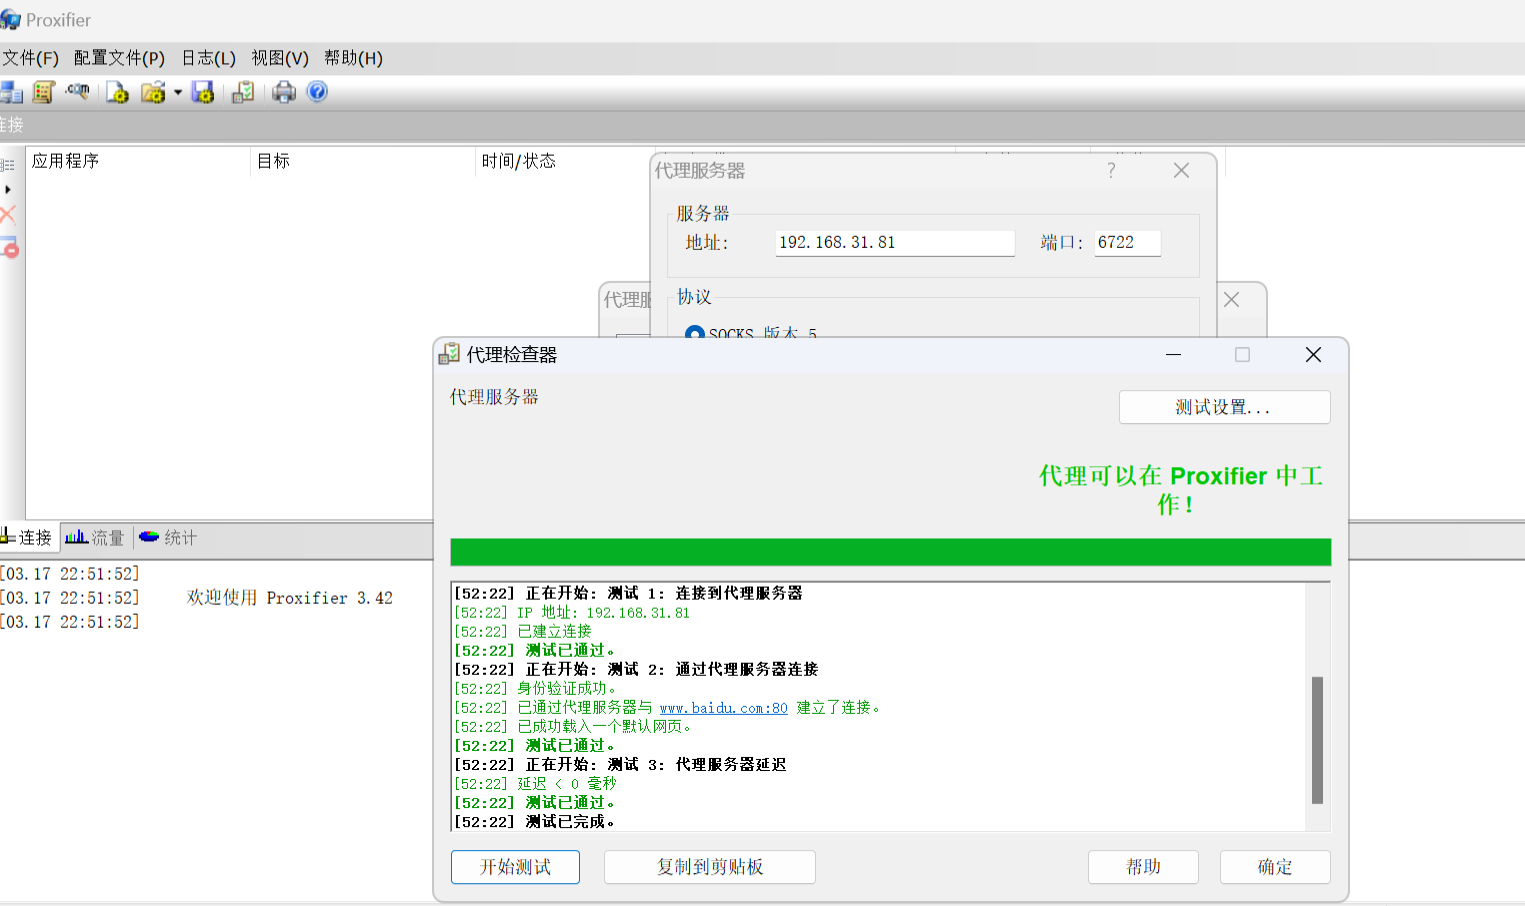 Proxifier
文件(F) 配置文件(P) 日志(L) 视图(V) 帮助(H)
连接
应用程序 目标 时间/状态
代理服务器 ?
服务器
地址: 192.168.31.81 端口: 6722
代理服
协议
SOCKS 版本 5
代理检查器
代理服务器
测试设置...
代理可以在 Proxifier 中工
作!
连接 流量 统计
[03.17 22:51:52]
[03.17 22:51:52] 欢迎使用 Proxifier 3.42
[03.17 22:51:52]
[52:22] 正在开始: 测试 1: 连接到代理服务器
[52:22] IP 地址: 192.168.31.81
[52:22] 已建立连接
[52:22] 测试已通过。
[52:22] 正在开始: 测试 2: 通过代理服务器连接
[52:22] 身份验证成功。
[52:22] 已通过代理服务器与 www.baidu.com:80 建立了连接。
[52:22] 已成功载入一个默认网页。
[52:22] 测试已通过。
[52:22] 正在开始: 测试 3: 代理服务器延迟
[52:22] 延迟 < 0 毫秒
[52:22] 测试已通过。
[52:22] 测试已完成。
开始测试 复制到剪贴板 帮助 确定